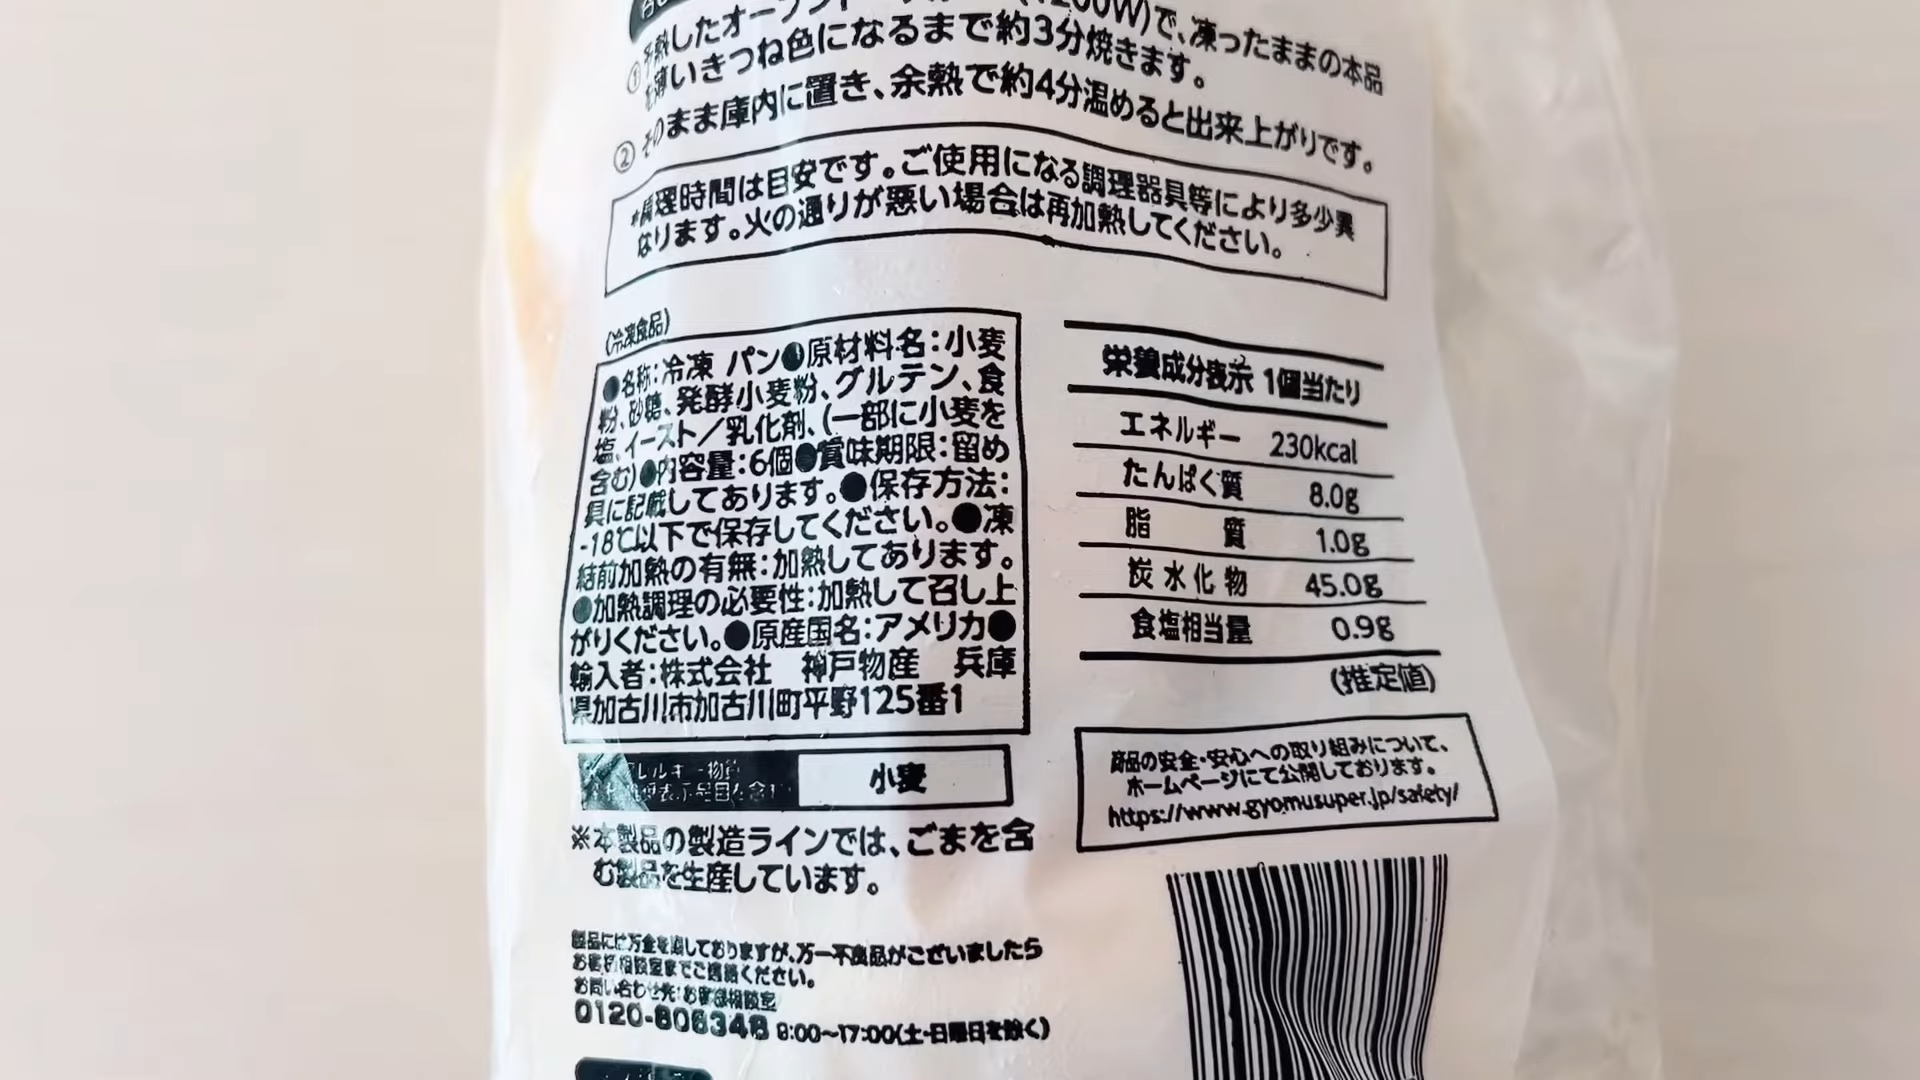 ①予熱したオーブントースター(1200W)で、凍ったままの本品
を薄いきつね色になるまで約3分焼きます。
②そのまま庫内に置き、余熱で約4分温めると出来上がりです。
*調理時間は目安です。ご使用になる調理器具等により多少異
なります。火の通りが悪い場合は再加熱してください。
《冷凍食品》
●名称:冷凍 パン●原材料名:小麦
粉、砂糖、発酵小麦粉、グルテン、食
塩、イースト/乳化剤、(一部に小麦を
含む)●内容量:6個●賞味期限:留め
具に記載してあります。●保存方法:
-18℃以下で保存してください。●凍
結前加熱の有無:加熱してあります。
●加熱調理の必要性:加熱して召し上
がりください。●原産国名:アメリカ●
輸入者:株式会社 神戸物産 兵庫
県加古川市加古川町平野125番1
アレルギー物質
小麦
※本製品の製造ラインでは、ごまを含
む製品を生産しています。
製品には万全を期しておりますが、万一不良品がございましたら
お客様相談室までご連絡ください。
お問い合わせ先:お客様相談室
0120-806348 9:00~17:00(土・日曜日を除く)
栄養成分表示 1個当たり
エネルギー 230kcal
たんぱく質 8.0g
脂質 1.0g
炭水化物 45.0g
食塩相当量 0.9g
(推定値)
商品の安全・安心への取り組みについて、
ホームページにて公開しております。
https://www.gyomusuper.jp/safety/